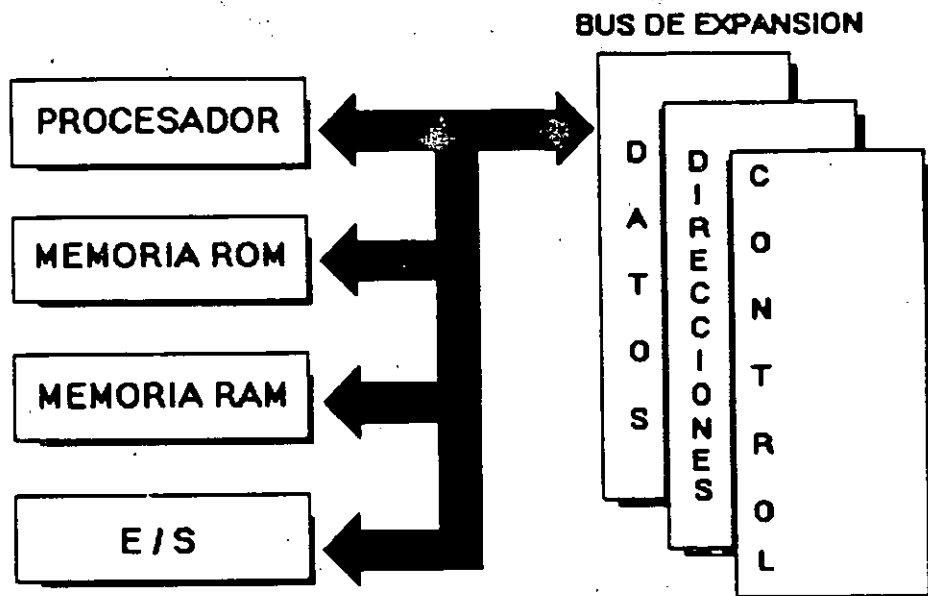 BUS DE EXPANSION
PROCESADOR
MEMORIA ROM
MEMORIA RAM
E / S
DATOS
DIRECCIONES
CONTROL